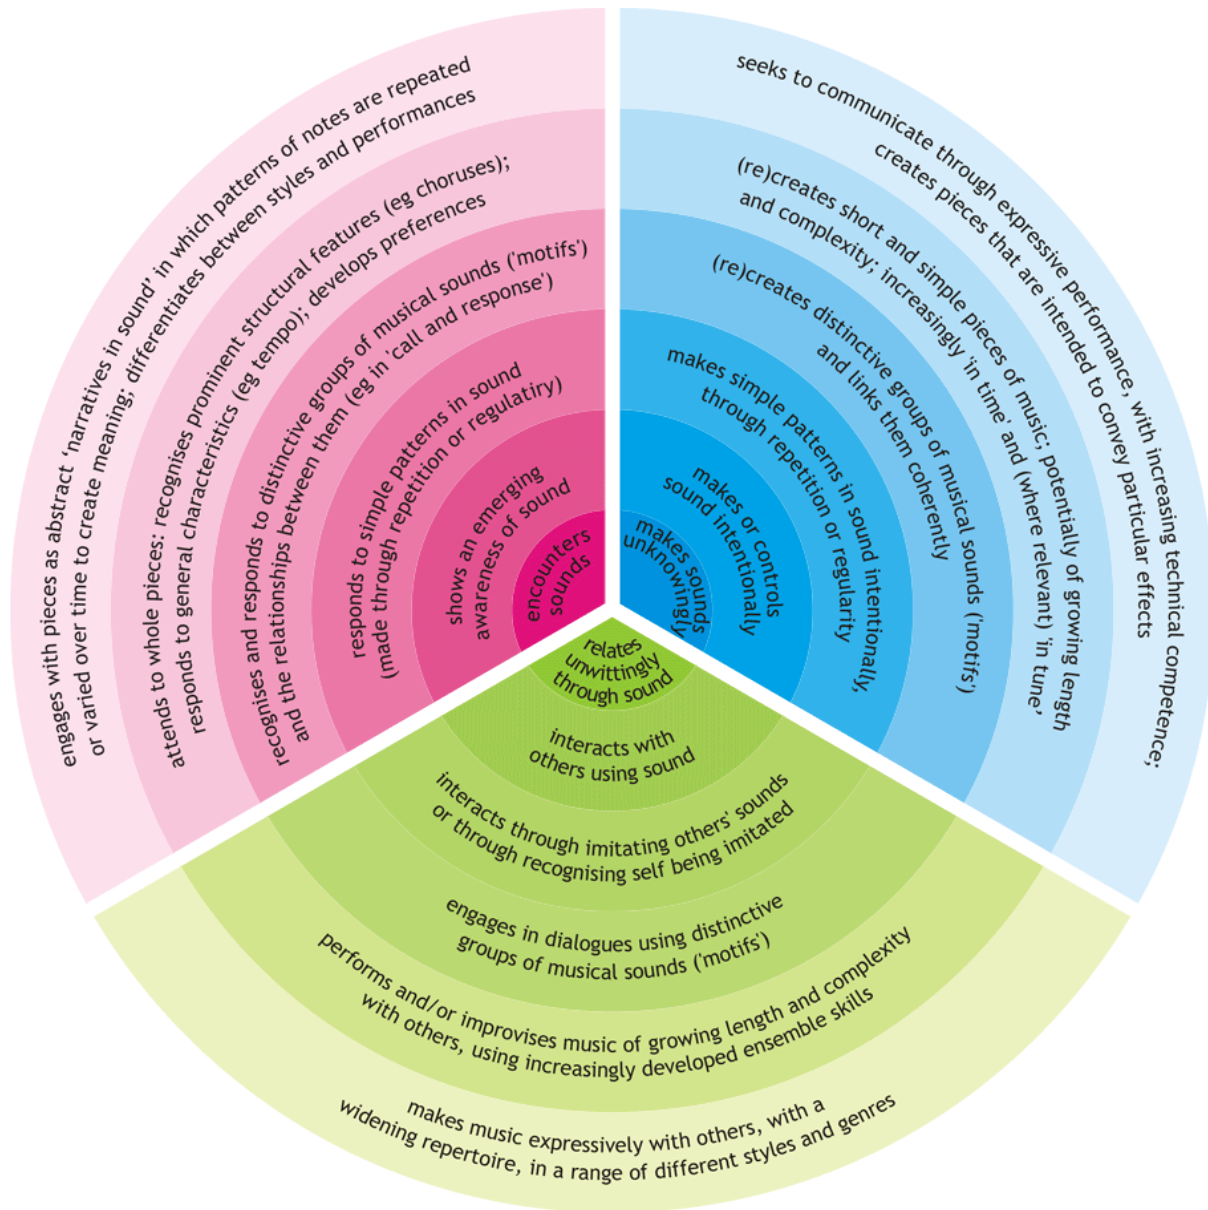 engages with pieces as abstract ‘narratives in sound’ in which patterns of notes are repeated
or varied over time to create meaning; differentiates between styles and performances
attends to whole pieces: recognises prominent structural features (eg choruses);
responds to general characteristics (eg tempo); develops preferences
recognises and responds to distinctive groups of musical sounds ('motifs')
and the relationships between them (eg in 'call and response')
responds to simple patterns in sound
(made through repetition or regulatiry)
shows an emerging
awareness of sound
encounters
sounds
seeks to communicate through expressive performance, with increasing technical competence;
creates pieces that are intended to convey particular effects
(re)creates short and simple pieces of music; potentially of growing length
and complexity; increasingly 'in time' and (where relevant) 'in tune'
(re)creates distinctive groups of musical sounds ('motifs')
and links them coherently
makes simple patterns in sound intentionally,
through repetition or regularity
makes or controls
sound intentionally
makes sounds
unknowingly
relates
unwittingly
through sound
interacts with
others using sound
interacts through imitating others' sounds
or through recognising self being imitated
engages in dialogues using distinctive
groups of musical sounds ('motifs')
performs and/or improvises music of growing length and complexity
with others, using increasingly developed ensemble skills
makes music expressively with others, with a
widening repertoire, in a range of different styles and genres